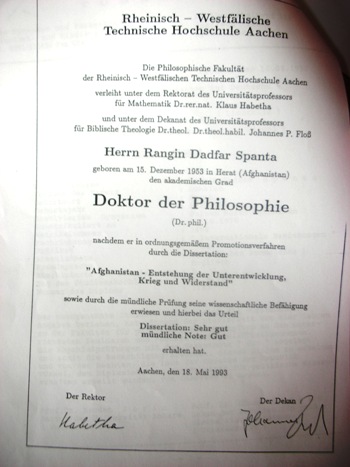 Rheinisch – Westfälische
Technische Hochschule Aachen
Die Philosophische Fakultät
der Rheinisch – Westfälischen Technischen Hochschule Aachen
verleiht unter dem Rektorat des Universitätsprofessors
für Mathematik Dr.rer.nat. Klaus Habetha
und unter dem Dekanat des Universitätsprofessors
für Biblische Theologie Dr.theol. Dr.theol.habil. Johannes P. Floß
Herrn Rangin Dadfar Spanta
geboren am 15. Dezember 1953 in Herat (Afghanistan)
den akademischen Grad
Doktor der Philosophie
(Dr. phil.)
nachdem er in ordnungsgemäßem Promotionsverfahren
durch die Dissertation:
"Afghanistan - Entstehung der Unterentwicklung,
Krieg und Widerstand"
sowie durch die mündliche Prüfung seine wissenschaftliche Befähigung
erwiesen und hierbei das Urteil
Dissertation: Sehr gut
mündliche Note: Gut
erhalten hat.
Aachen, den 18. Mai 1993
Der Rektor
Der Dekan
Habetha
Johannes